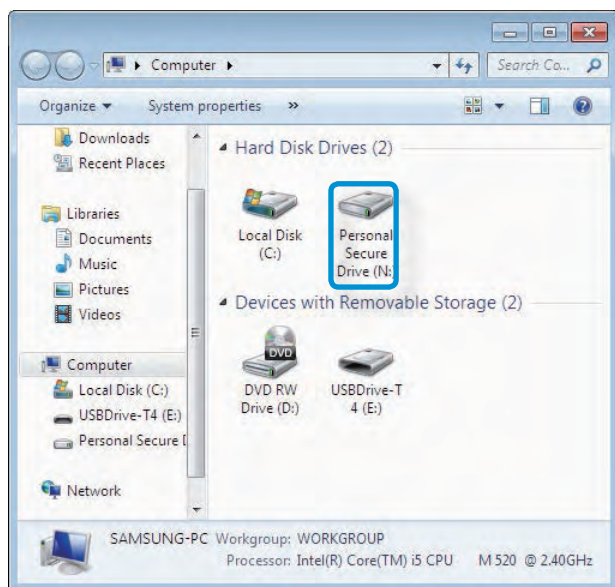 Computer
Search Co...
Organize
System properties
»
Downloads
Recent Places
Libraries
Documents
Music
Pictures
Videos
Computer
Local Disk (C:)
USBDrive-T4 (E:)
Personal Secure
Network
Hard Disk Drives (2)
Local Disk
(C:)
Personal
Secure
Drive (N:)
Devices with Removable Storage (2)
DVD
DVD RW
Drive (D:)
USBDrive-T
4 (E:)
SAMSUNG-PC Workgroup: WORKGROUP
Processor: Intel(R) Core(TM) i5 CPU M 520 @ 2.40GHz